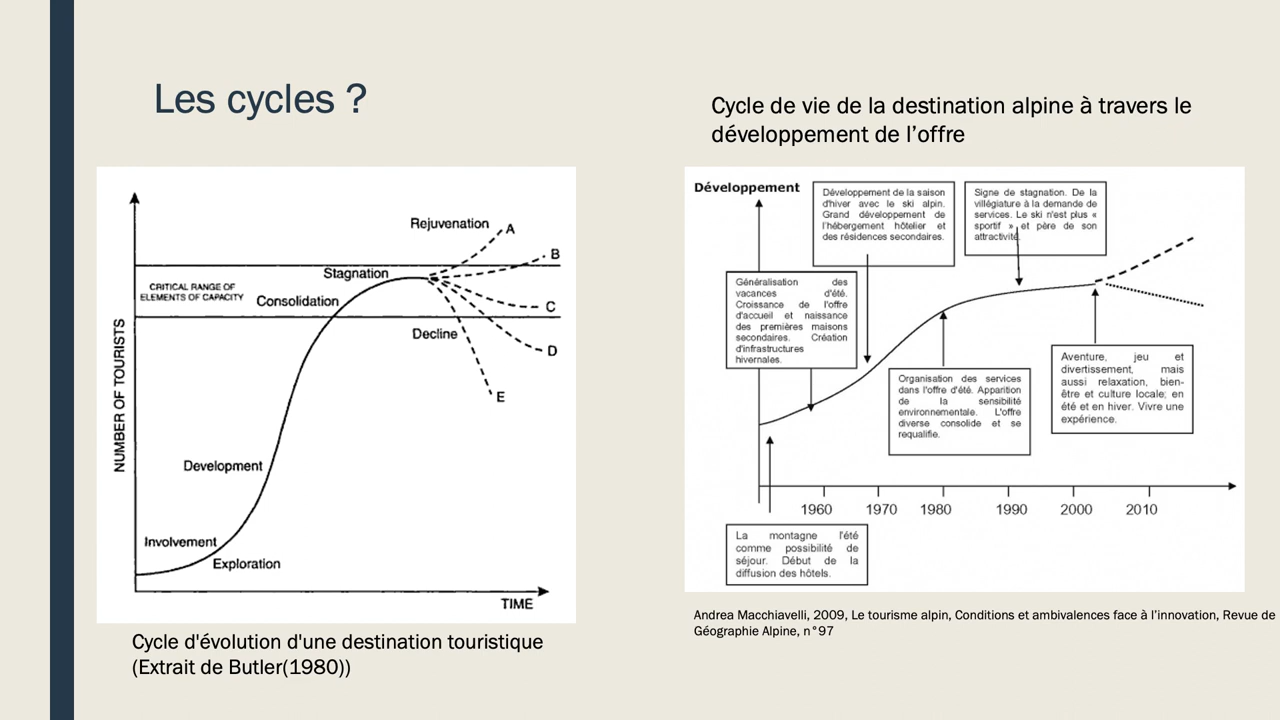 Les cycles ?
Rejuvenation
A
B
Stagnation
CRITICAL RANGE OF
ELEMENTS OF CAPACITY
Consolidation
C
Decline
D
E
NUMBER OF TOURISTS
Development
Involvement
Exploration
TIME
Cycle d'évolution d'une destination touristique
(Extrait de Butler(1980))
Cycle de vie de la destination alpine à travers le
développement de l’offre
Développement
Développement de la saison
d'hiver avec le ski alpin.
Grand développement de
l'hébergement hôtelier et
des résidences secondaires.
Signe de stagnation. De la
villégiature à la demande de
services. Le ski n'est plus «
sportif » et père de son
attractivité.
Généralisation des
vacances d'été.
Croissance de l'offre
d'accueil et naissance
des premières maisons
secondaires. Création
d'infrastructures
hivernales.
Organisation des services
dans l'offre d'été. Apparition
de la sensibilité
environnementale. L'offre
diverse consolide et se
requalifie.
Aventure, jeu et
divertissement, mais
aussi relaxation, bien-
être et culture locale; en
été et en hiver. Vivre une
expérience.
1960 1970 1980 1990 2000 2010
La montagne l'été
comme possibilité de
séjour. Début de la
diffusion des hôtels.
Andrea Macchiavelli, 2009, Le tourisme alpin, Conditions et ambivalences face à l’innovation, Revue de
Géographie Alpine, n°97